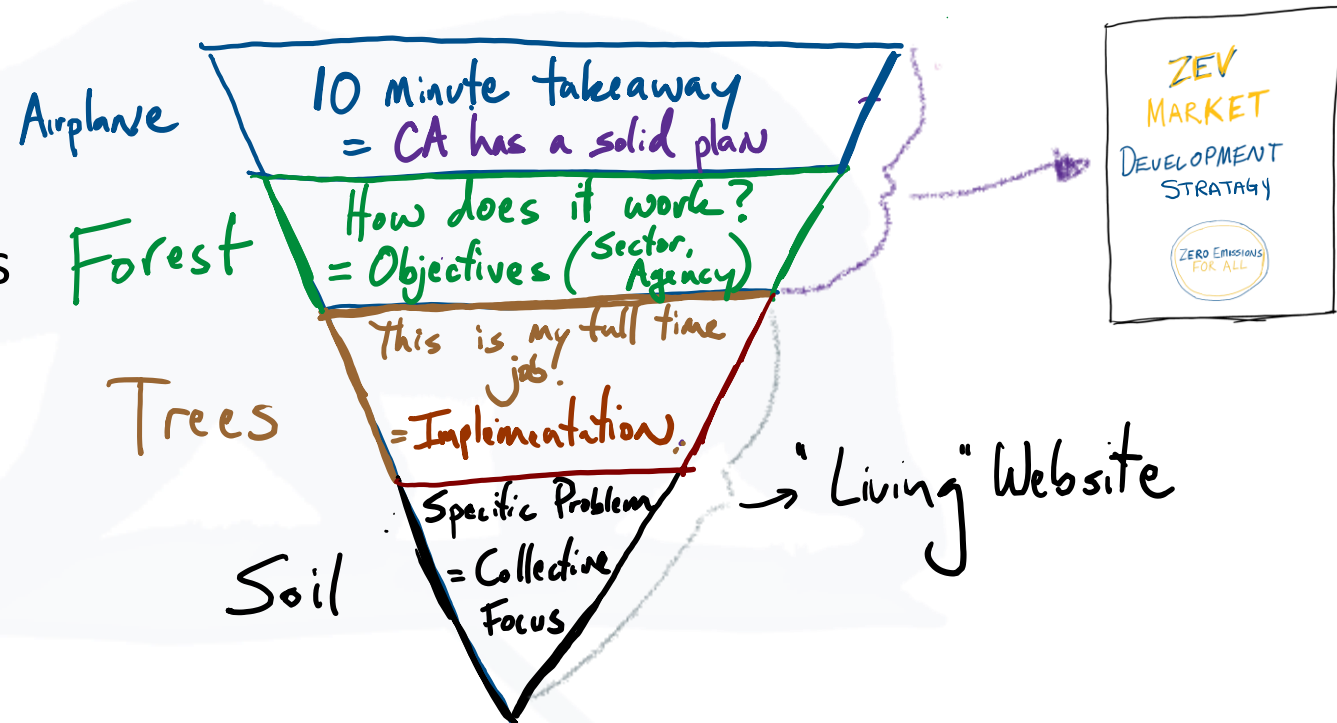 Airplane
10 minute takeaway
= CA has a solid plan
s
Forest
How does it work?
= Objectives (Sector,
Agency)
Trees
This is my full time
job!
= Implementation
Soil
Specific Problem
= Collective
Focus
→ "Living" Website
ZEV
MARKET
DEVELOPMENT
STRATAGY
ZERO EMISSIONS
FOR ALL